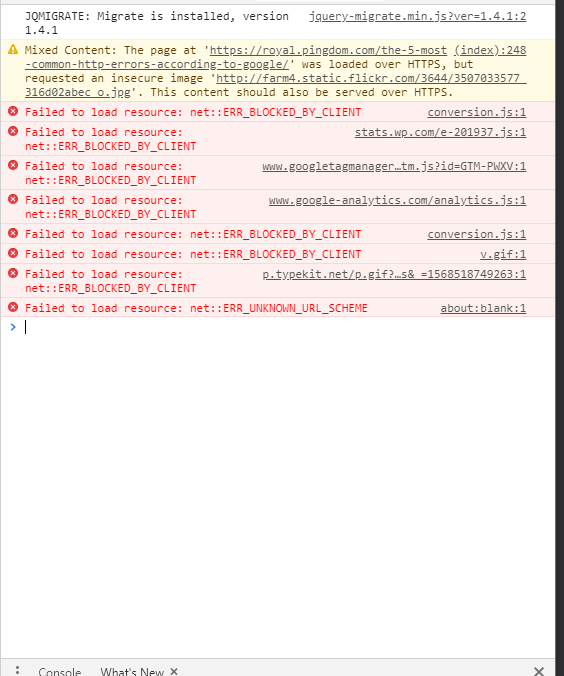 JQMIGRATE: Migrate is installed, version jquery-migrate.min.js?ver=1.4.1:2
1.4.1
Mixed Content: The page at 'https://royal.pingdom.com/the-5-most (index):248
-common-http-errors-according-to-google/' was loaded over HTTPS, but
requested an insecure image 'http://farm4.static.flickr.com/3644/3507033577_
316d02abec_o.jpg'. This content should also be served over HTTPS.
Failed to load resource: net::ERR_BLOCKED_BY_CLIENT conversion.js:1
Failed to load resource: stats.wp.com/e-201937.js:1
net::ERR_BLOCKED_BY_CLIENT
Failed to load resource: www.googletagmanager…tm.js?id=GTM-PWXV:1
net::ERR_BLOCKED_BY_CLIENT
Failed to load resource: www.google-analytics.com/analytics.js:1
net::ERR_BLOCKED_BY_CLIENT
Failed to load resource: net::ERR_BLOCKED_BY_CLIENT conversion.js:1
Failed to load resource: net::ERR_BLOCKED_BY_CLIENT v.gif:1
Failed to load resource: p.typekit.net/p.gif?…s&_=1568518749263:1
net::ERR_BLOCKED_BY_CLIENT
Failed to load resource: net::ERR_UNKNOWN_URL_SCHEME about:blank:1
Console What's New